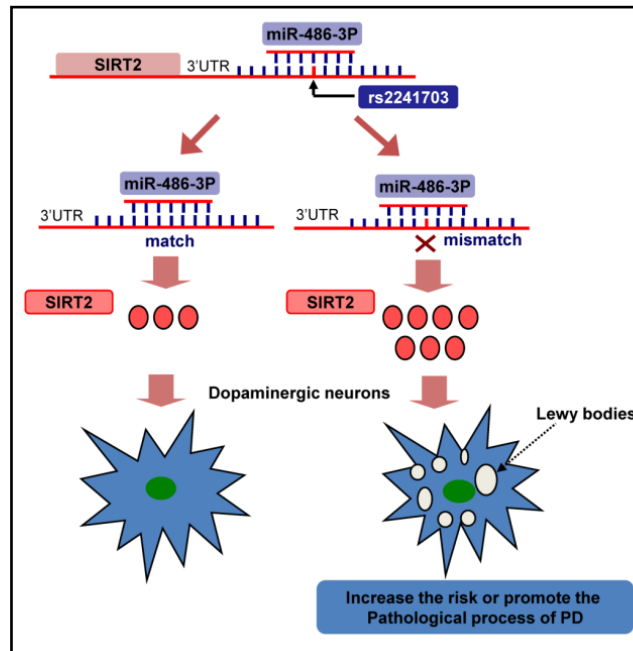 miR-486-3P
SIRT2 3'UTR
rs2241703
miR-486-3P miR-486-3P
3'UTR 3'UTR
match mismatch
SIRT2 SIRT2
Dopaminergic neurons
Lewy bodies
Increase the risk or promote the
Pathological process of PD